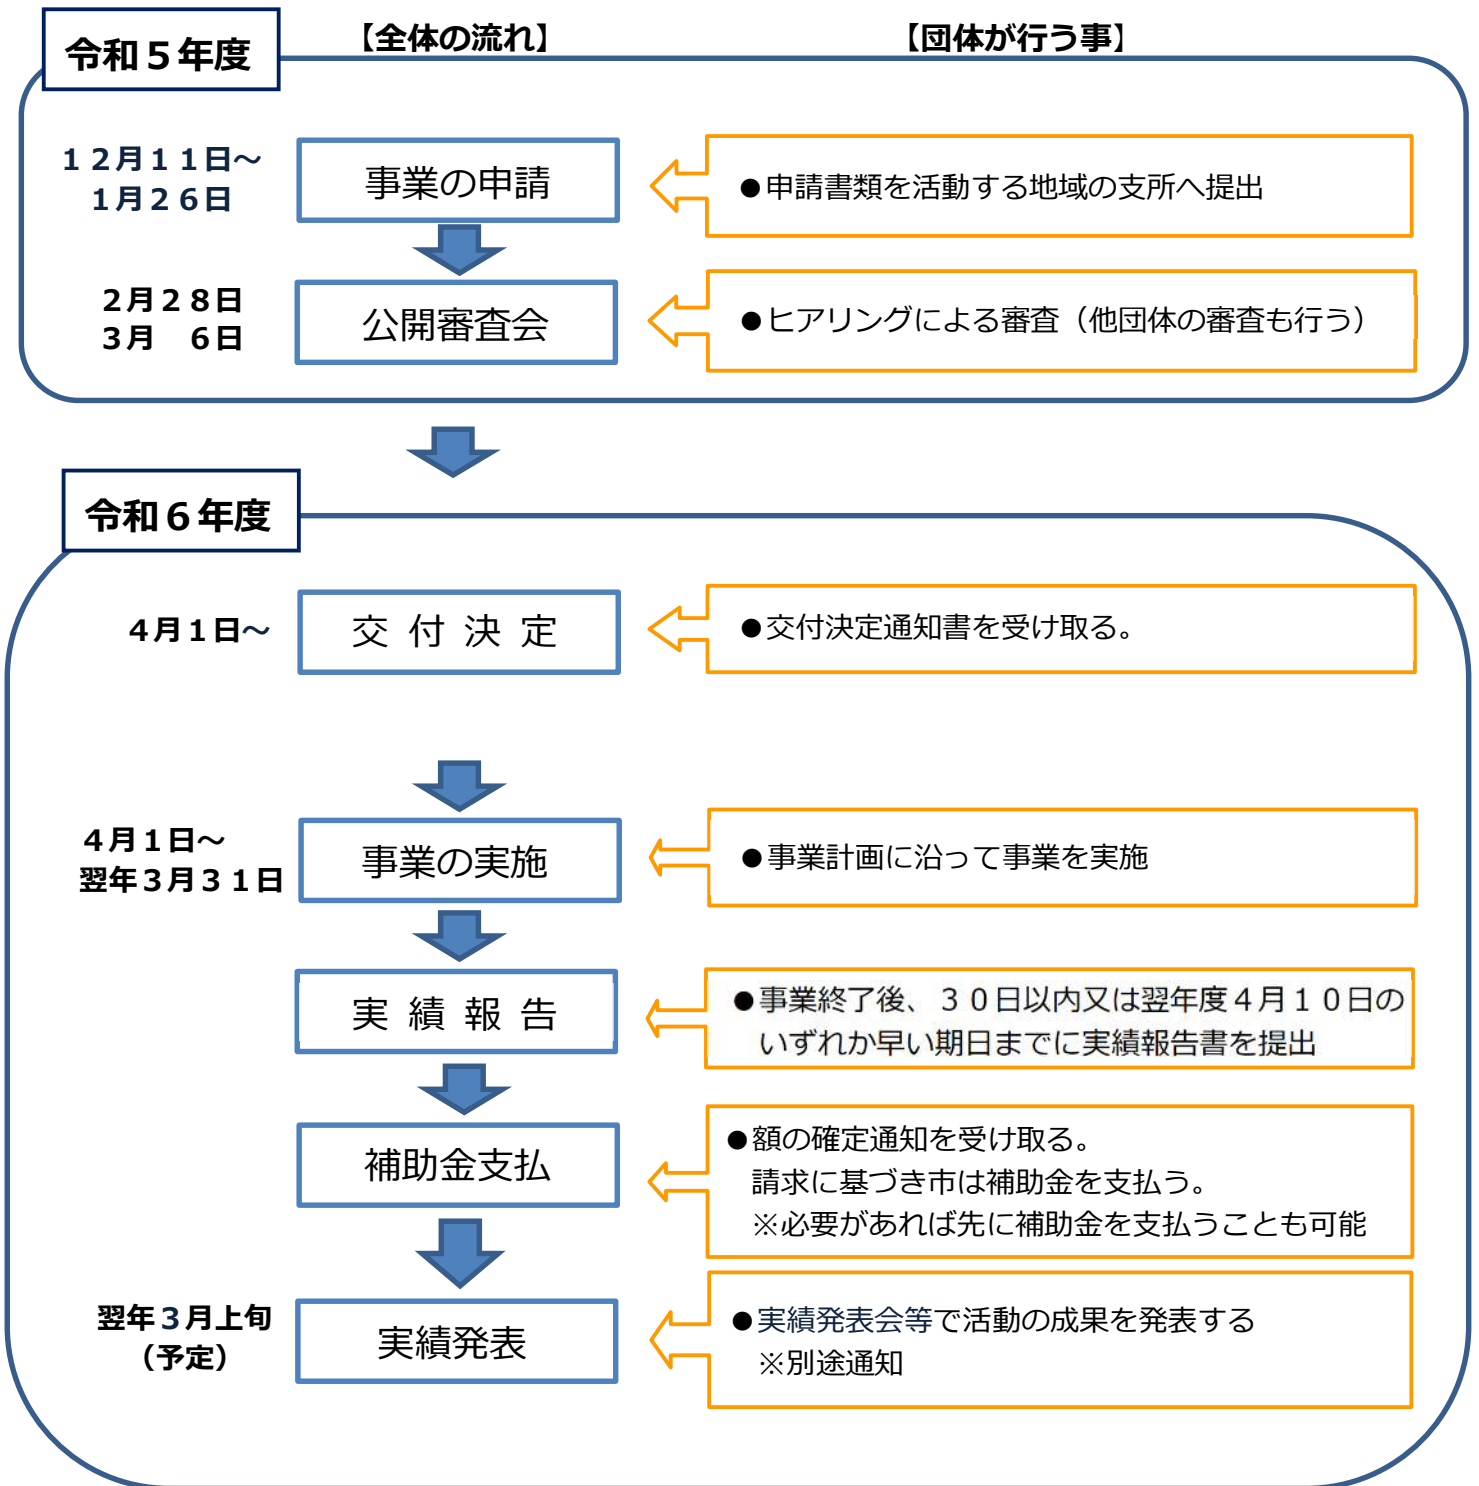 令和５年度
【全体の流れ】
【団体が行う事】
１２月１１日～
１月２６日
事業の申請
●申請書類を活動する地域の支所へ提出
２月２８日
３月　６日
公開審査会
●ヒアリングによる審査（他団体の審査も行う）
令和６年度
４月１日～
交 付 決 定
●交付決定通知書を受け取る。
４月１日～
翌年３月３１日
事業の実施
●事業計画に沿って事業を実施
実 績 報 告
●事業終了後、３０日以内又は翌年度４月１０日の
いずれか早い期日までに実績報告書を提出
補助金支払
●額の確定通知を受け取る。
請求に基づき市は補助金を支払う。
※必要があれば先に補助金を支払うことも可能
翌年３月上旬
（予定）
実績発表
●実績発表会等で活動の成果を発表する
※別途通知